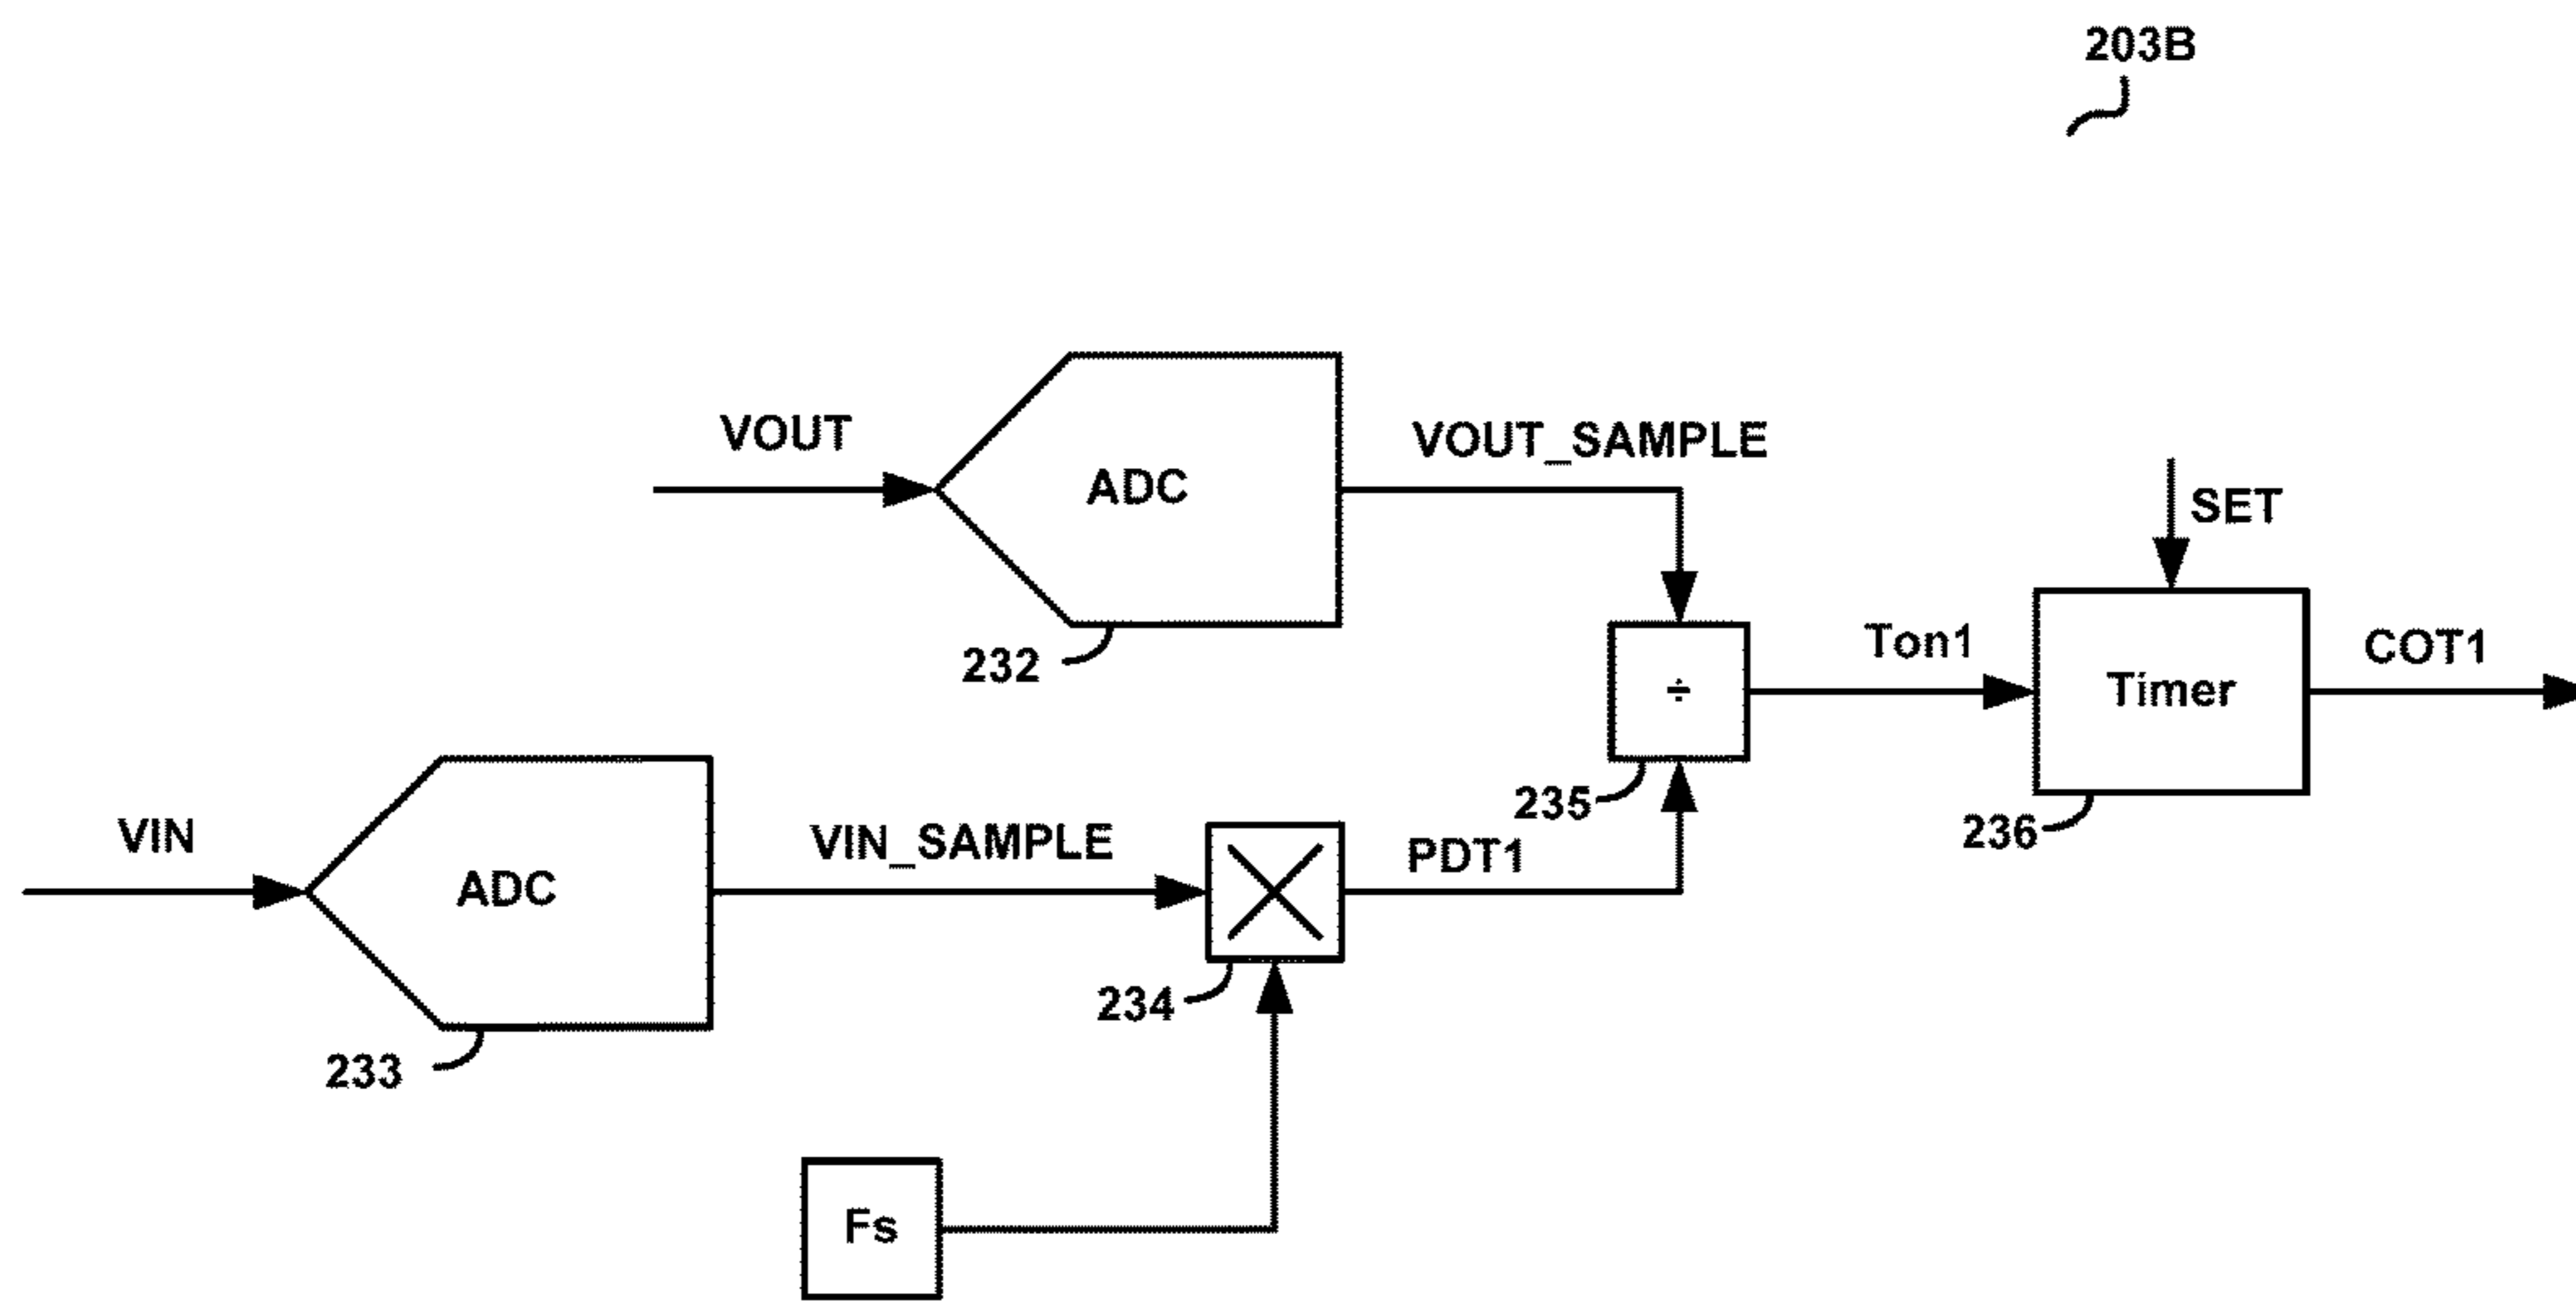 203B
VOUT
ADC
VOUT_SAMPLE
SET
232
÷
Ton1
Timer
COT1
235
236
VIN
ADC
VIN_SAMPLE
PDT1
234
233
Fs